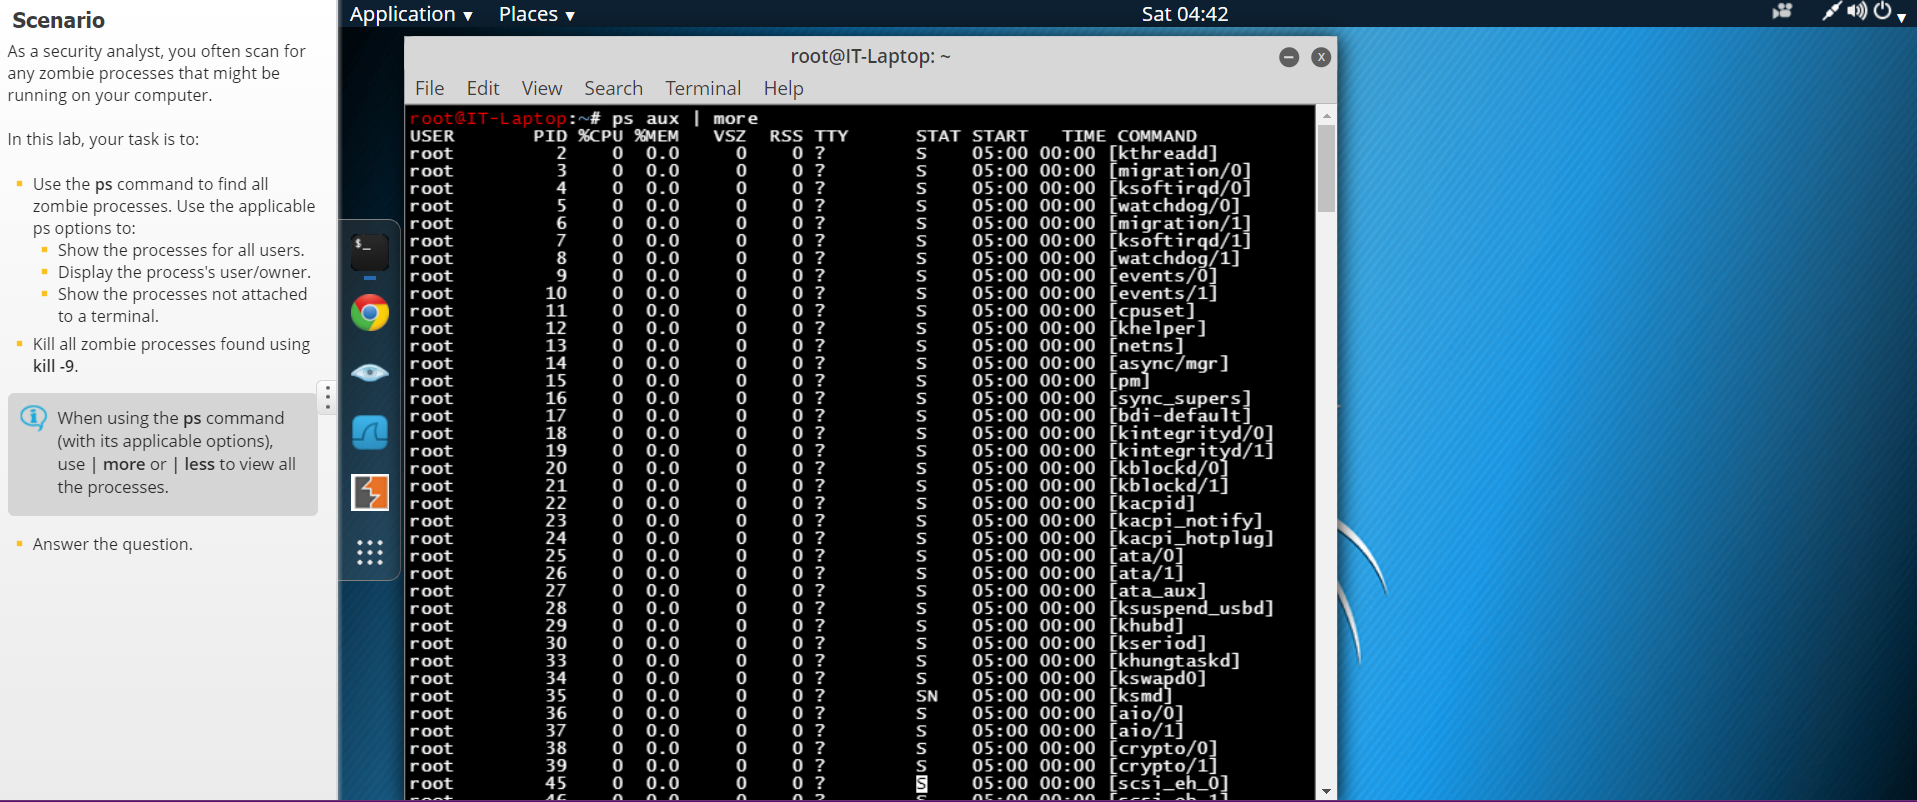 Scenario
As a security analyst, you often scan for
any zombie processes that might be
running on your computer.
In this lab, your task is to:
Use the ps command to find all
zombie processes. Use the applicable
ps options to:
Show the processes for all users.
Display the process's user/owner.
Show the processes not attached
to a terminal.
Kill all zombie processes found using
kill -9.
When using the ps command
(with its applicable options),
use | more or | less to view all
the processes.
Answer the question.
Application ▾ Places ▾ Sat 04:42
root@IT-Laptop: ~
File Edit View Search Terminal Help
root@IT-Laptop:~# ps aux | more
USER PID %CPU %MEM VSZ RSS TTY STAT START TIME COMMAND
root 2 0 0.0 0 0 ? S 05:00 00:00 [kthreadd]
root 3 0 0.0 0 0 ? S 05:00 00:00 [migration/0]
root 4 0 0.0 0 0 ? S 05:00 00:00 [ksoftirqd/0]
root 5 0 0.0 0 0 ? S 05:00 00:00 [watchdog/0]
root 6 0 0.0 0 0 ? S 05:00 00:00 [migration/1]
root 7 0 0.0 0 0 ? S 05:00 00:00 [ksoftirqd/1]
root 8 0 0.0 0 0 ? S 05:00 00:00 [watchdog/1]
root 9 0 0.0 0 0 ? S 05:00 00:00 [events/0]
root 10 0 0.0 0 0 ? S 05:00 00:00 [events/1]
root 11 0 0.0 0 0 ? S 05:00 00:00 [cpuset]
root 12 0 0.0 0 0 ? S 05:00 00:00 [khelper]
root 13 0 0.0 0 0 ? S 05:00 00:00 [netns]
root 14 0 0.0 0 0 ? S 05:00 00:00 [async/mgr]
root 15 0 0.0 0 0 ? S 05:00 00:00 [pm]
root 16 0 0.0 0 0 ? S 05:00 00:00 [sync_supers]
root 17 0 0.0 0 0 ? S 05:00 00:00 [bdi-default]
root 18 0 0.0 0 0 ? S 05:00 00:00 [kintegrityd/0]
root 19 0 0.0 0 0 ? S 05:00 00:00 [kintegrityd/1]
root 20 0 0.0 0 0 ? S 05:00 00:00 [kblockd/0]
root 21 0 0.0 0 0 ? S 05:00 00:00 [kblockd/1]
root 22 0 0.0 0 0 ? S 05:00 00:00 [kacpid]
root 23 0 0.0 0 0 ? S 05:00 00:00 [kacpi_notify]
root 24 0 0.0 0 0 ? S 05:00 00:00 [kacpi_hotplug]
root 25 0 0.0 0 0 ? S 05:00 00:00 [ata/0]
root 26 0 0.0 0 0 ? S 05:00 00:00 [ata/1]
root 27 0 0.0 0 0 ? S 05:00 00:00 [ata_aux]
root 28 0 0.0 0 0 ? S 05:00 00:00 [ksuspend_usbd]
root 29 0 0.0 0 0 ? S 05:00 00:00 [khubd]
root 30 0 0.0 0 0 ? S 05:00 00:00 [kseriod]
root 33 0 0.0 0 0 ? S 05:00 00:00 [khungtaskd]
root 34 0 0.0 0 0 ? S 05:00 00:00 [kswapd0]
root 35 0 0.0 0 0 ? SN 05:00 00:00 [ksmd]
root 36 0 0.0 0 0 ? S 05:00 00:00 [aio/0]
root 37 0 0.0 0 0 ? S 05:00 00:00 [aio/1]
root 38 0 0.0 0 0 ? S 05:00 00:00 [crypto/0]
root 39 0 0.0 0 0 ? S 05:00 00:00 [crypto/1]
root 45 0 0.0 0 0 ? S 05:00 00:00 [scsi_eh_0]